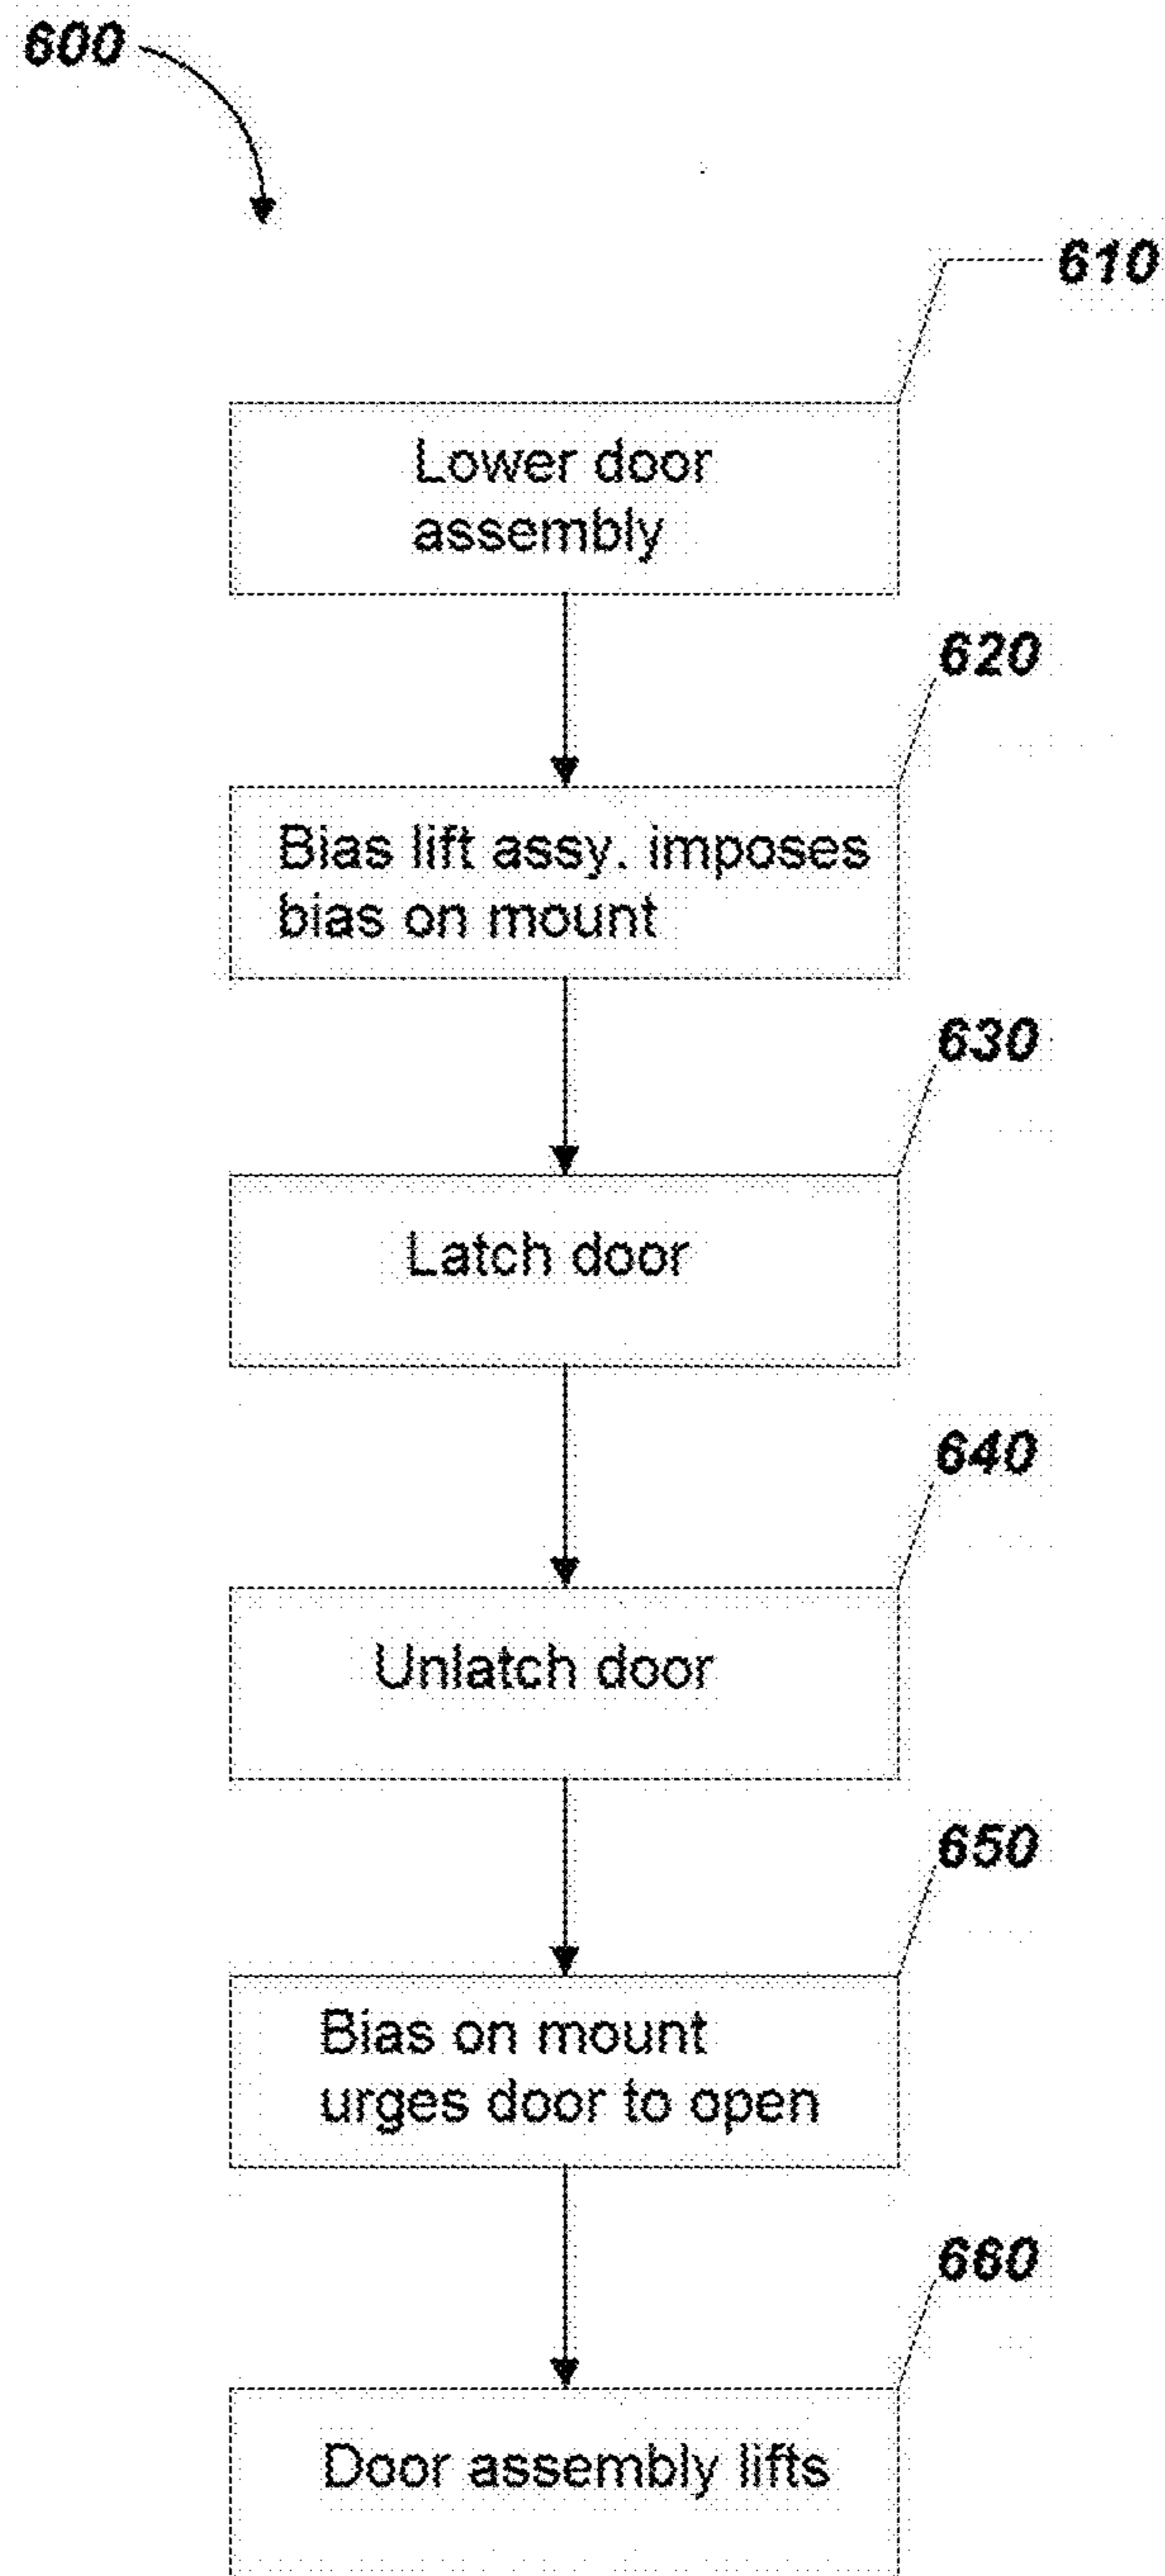 600
610
Lower door
assembly
620
Bias lift assy. imposes
bias on mount
630
Latch door
640
Unlatch door
650
Bias on mount
urges door to open
660
Door assembly lifts